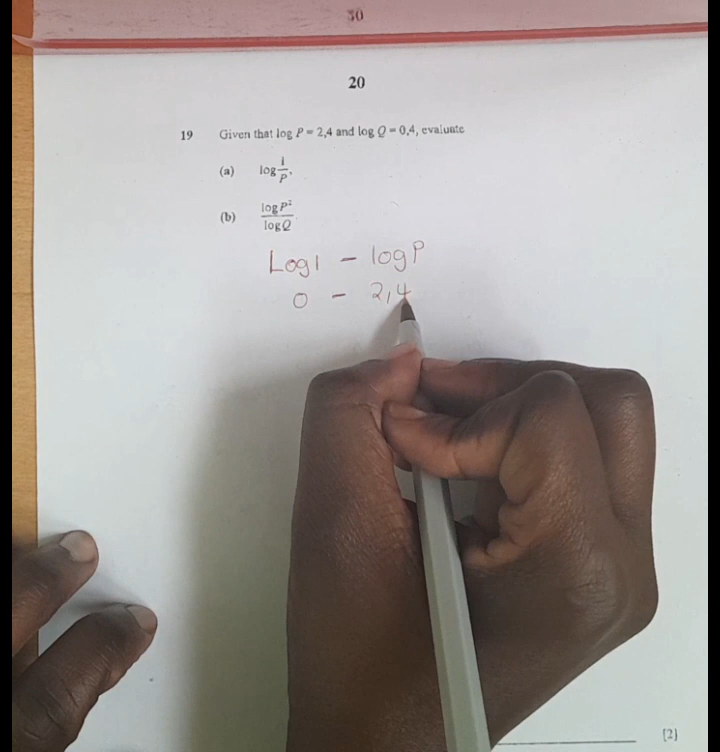 30
20
19 Given that log P = 2,4 and log Q = 0,4, evaluate
(a) log 1/P.
(b) log P² / log Q
Log1 - logP
0 - 2,4
[2]